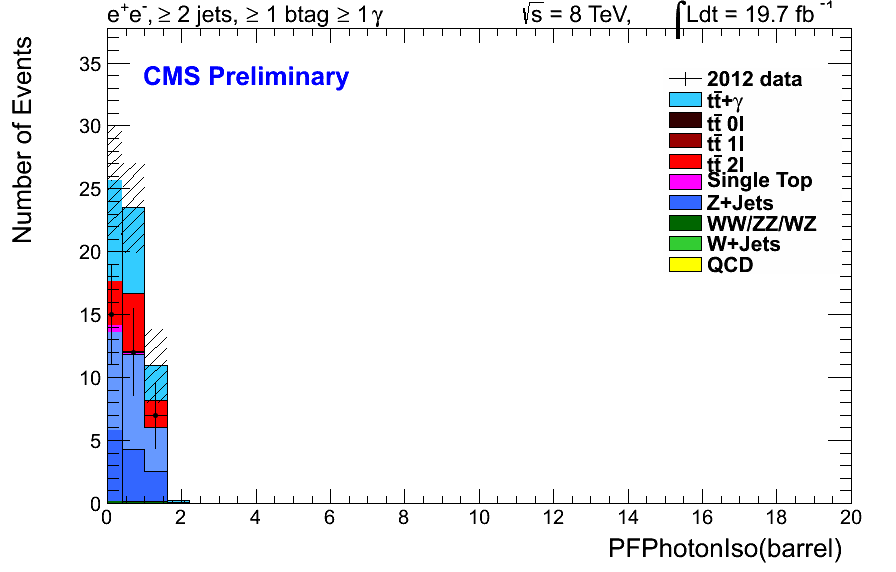 e⁺e⁻, ≥ 2 jets, ≥ 1 btag ≥ 1 γ
√s = 8 TeV, ∫Ldt = 19.7 fb⁻¹
Number of Events
CMS Preliminary
2012 data
tt̄+γ
tt̄ 0l
tt̄ 1l
tt̄ 2l
Single Top
Z+Jets
WW/ZZ/WZ
W+Jets
QCD
35
30
25
20
15
10
5
0
0 2 4 6 8 10 12 14 16 18 20
PFPhotonIso(barrel)